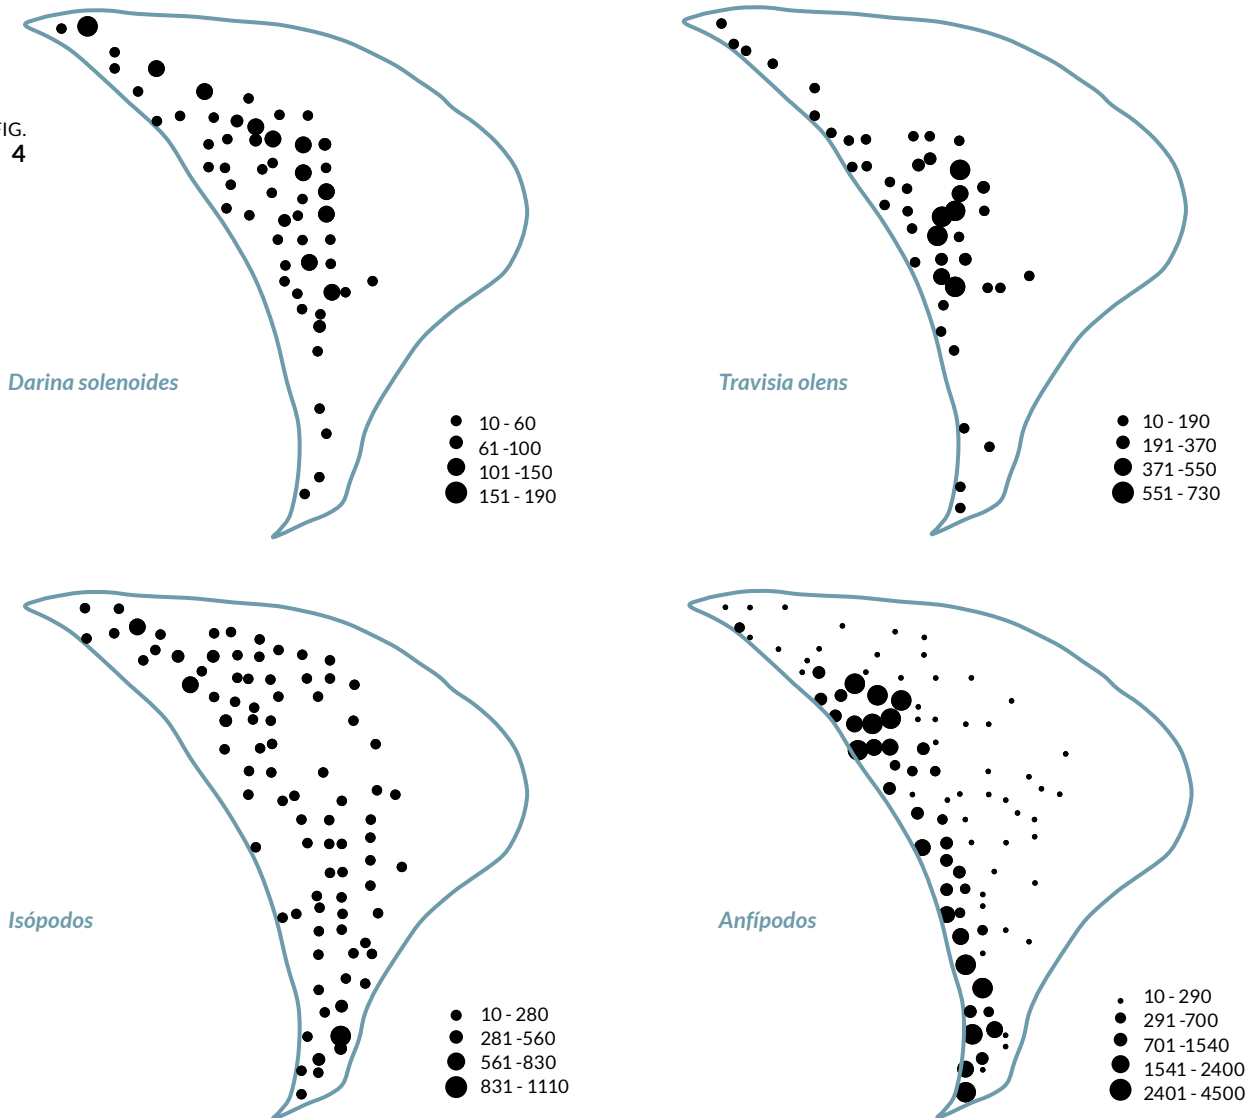 FIG.
4
Darina solenoides
10 - 60
61 -100
101 -150
151 - 190
Travisia olens
10 - 190
191 -370
371 -550
551 - 730
Isópodos
10 - 280
281 -560
561 -830
831 - 1110
Anfípodos
10 - 290
291 -700
701 -1540
1541 - 2400
2401 - 4500